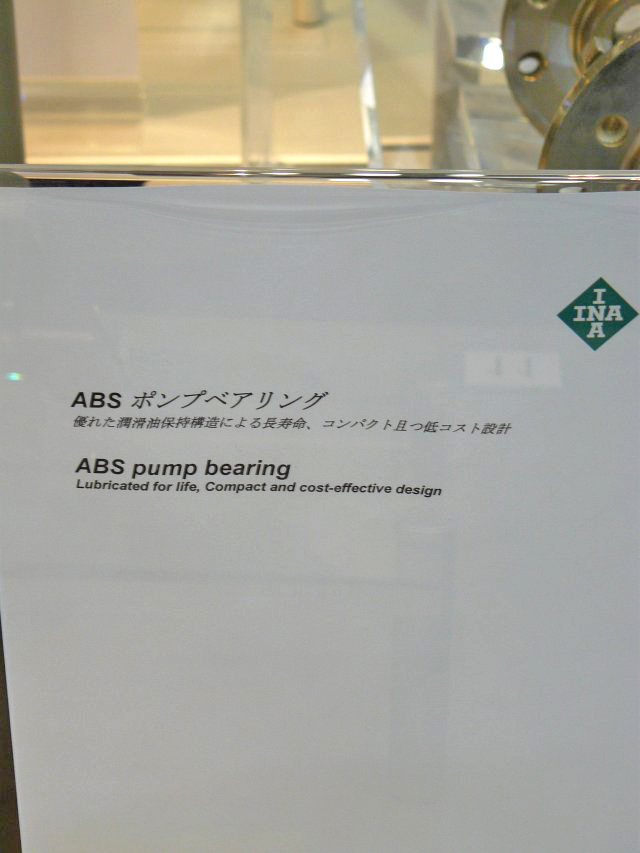 I
INA
A
ABS ポンプベアリング
優れた潤滑油保持構造による長寿命、コンパクト且つ低コスト設計
ABS pump bearing
Lubricated for life, Compact and cost-effective design